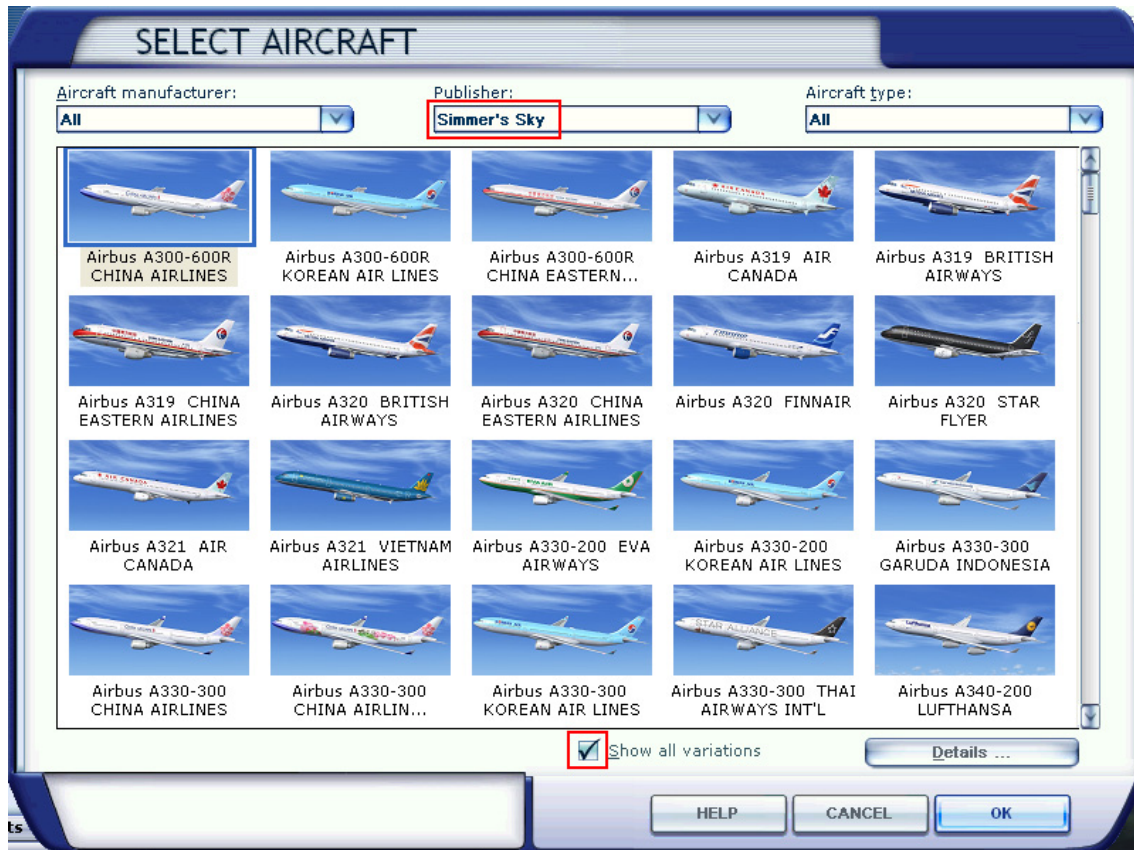 SELECT AIRCRAFT
Aircraft manufacturer:
Publisher:
Aircraft type:
All
Simmer's Sky
All
Airbus A300-600R
CHINA AIRLINES
Airbus A300-600R
KOREAN AIR LINES
Airbus A300-600R
CHINA EASTERN...
Airbus A319 AIR
CANADA
Airbus A319 BRITISH
AIRWAYS
Airbus A319 CHINA
EASTERN AIRLINES
Airbus A320 BRITISH
AIRWAYS
Airbus A320 CHINA
EASTERN AIRLINES
Airbus A320 FINNAIR
Airbus A320 STAR
FLYER
Airbus A321 AIR
CANADA
Airbus A321 VIETNAM
AIRLINES
Airbus A330-200 EVA
AIRWAYS
Airbus A330-200
KOREAN AIR LINES
Airbus A330-300
GARUDA INDONESIA
STAR ALLIANCE
Airbus A330-300
CHINA AIRLINES
Airbus A330-300
CHINA AIRLIN...
Airbus A330-300
KOREAN AIR LINES
Airbus A330-300 THAI
AIRWAYS INT'L
Airbus A340-200
LUFTHANSA
Show all variations
Details ...
HELP
CANCEL
OK
ts